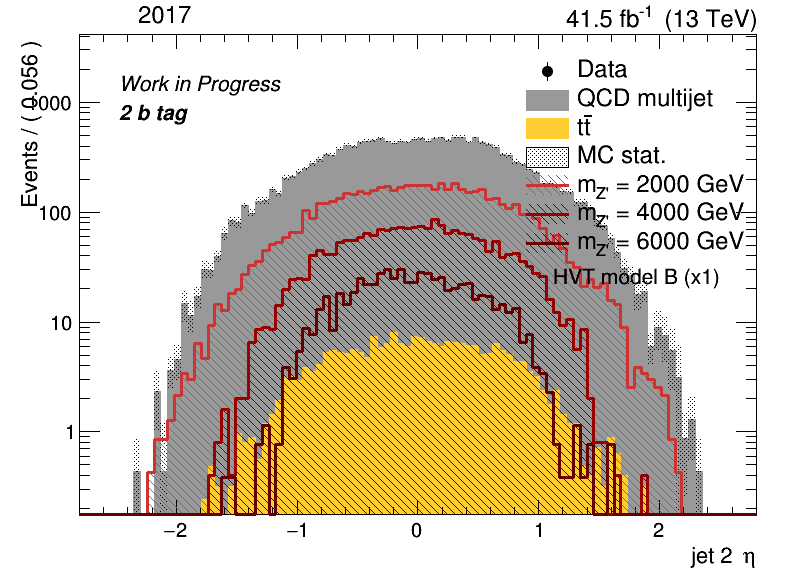 2017
41.5 fb⁻¹ (13 TeV)
Events / ( 0.056 )
Work in Progress
2 b tag
Data
QCD multijet
tt̄
MC stat.
m_Z' = 2000 GeV
m_Z' = 4000 GeV
m_Z' = 6000 GeV
HVT model B (x1)
1000
100
10
1
−2 −1 0 1 2
jet 2 η